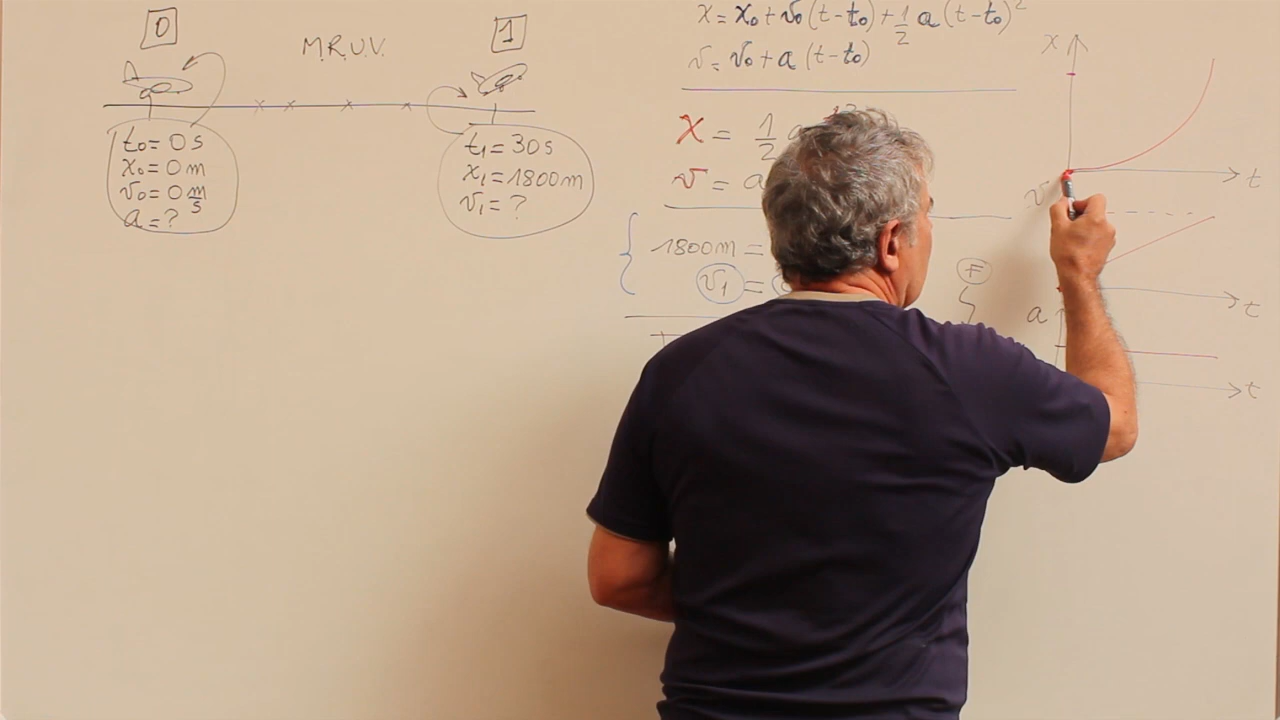 0
1
M.R.U.V.
t₀ = 0 s
x₀ = 0 m
v₀ = 0 m/s
a = ?
t₁ = 30 s
x₁ = 1800 m
v₁ = ?
x = x₀ + v₀ (t - t₀) + 1/2 a (t - t₀)²
v = v₀ + a (t - t₀)
x = 1/2 a
v = a
1800 m =
v₁ =
F
x
t
v
t
a
t